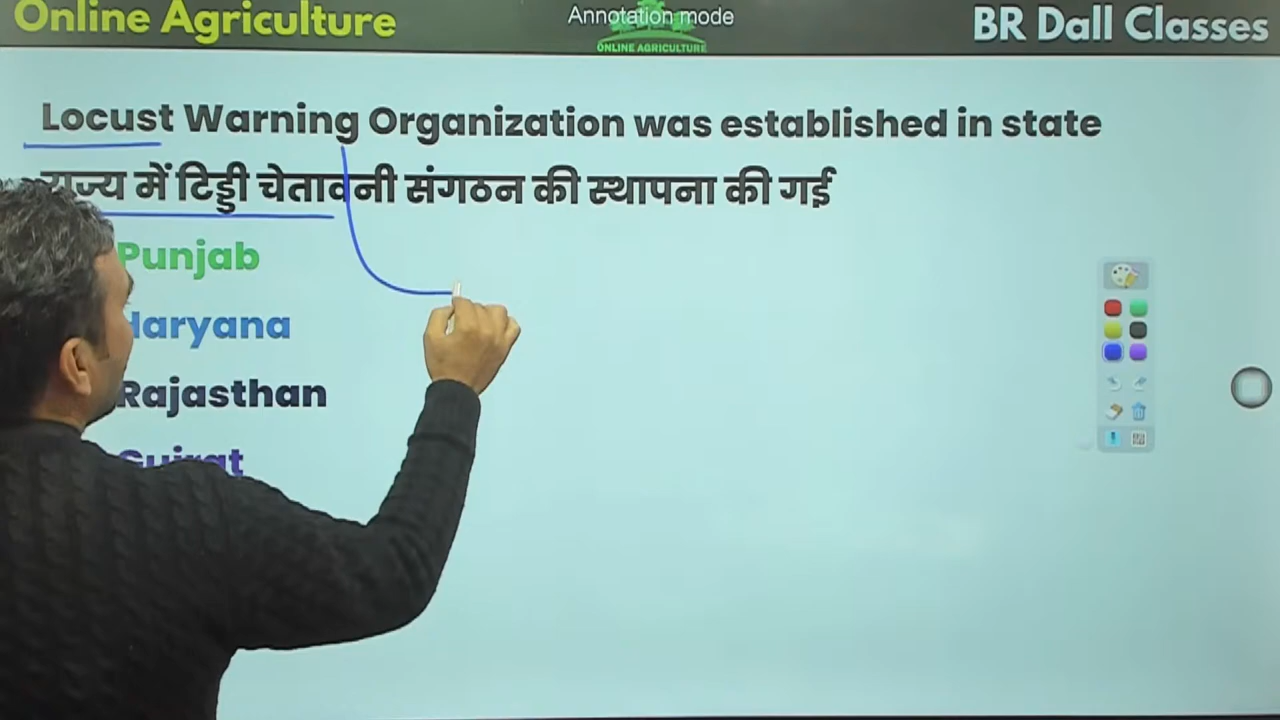 Online Agriculture
Annotation mode
ONLINE AGRICULTURE
BR Dall Classes
Locust Warning Organization was established in state
राज्य में टिड्डी चेतावनी संगठन की स्थापना की गई
Punjab
Haryana
Rajasthan
Gujrat